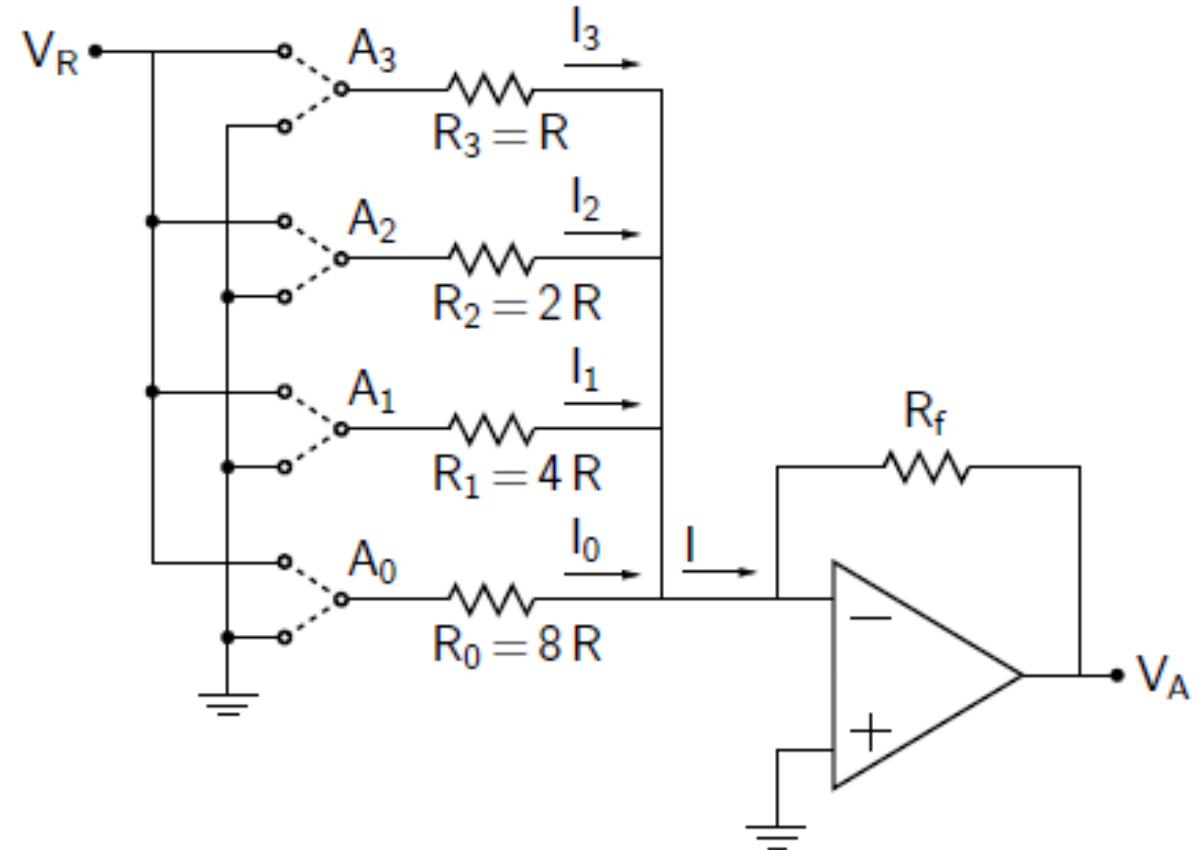 V_R
A_3
I_3
R_3 = R
A_2
I_2
R_2 = 2 R
A_1
I_1
R_1 = 4 R
R_f
A_0
I_0
I
R_0 = 8 R
−
+
V_A